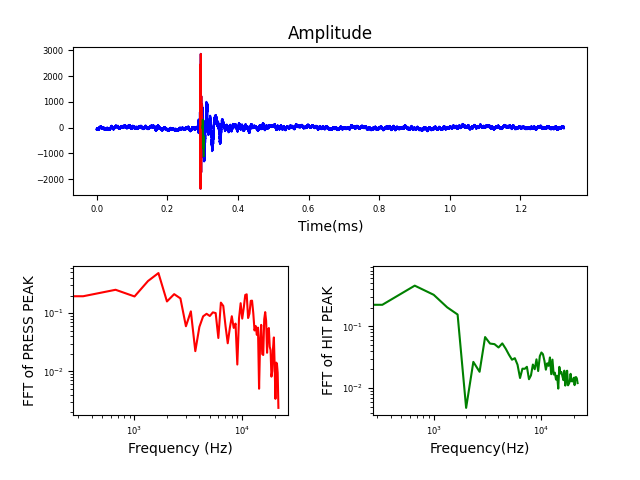 Amplitude
3000
2000
1000
0
−1000
−2000
0.0 0.2 0.4 0.6 0.8 1.0 1.2
Time(ms)
FFT of PRESS PEAK
10⁻¹
10⁻²
10³ 10⁴
Frequency (Hz)
FFT of HIT PEAK
10⁻¹
10⁻²
10³ 10⁴
Frequency(Hz)